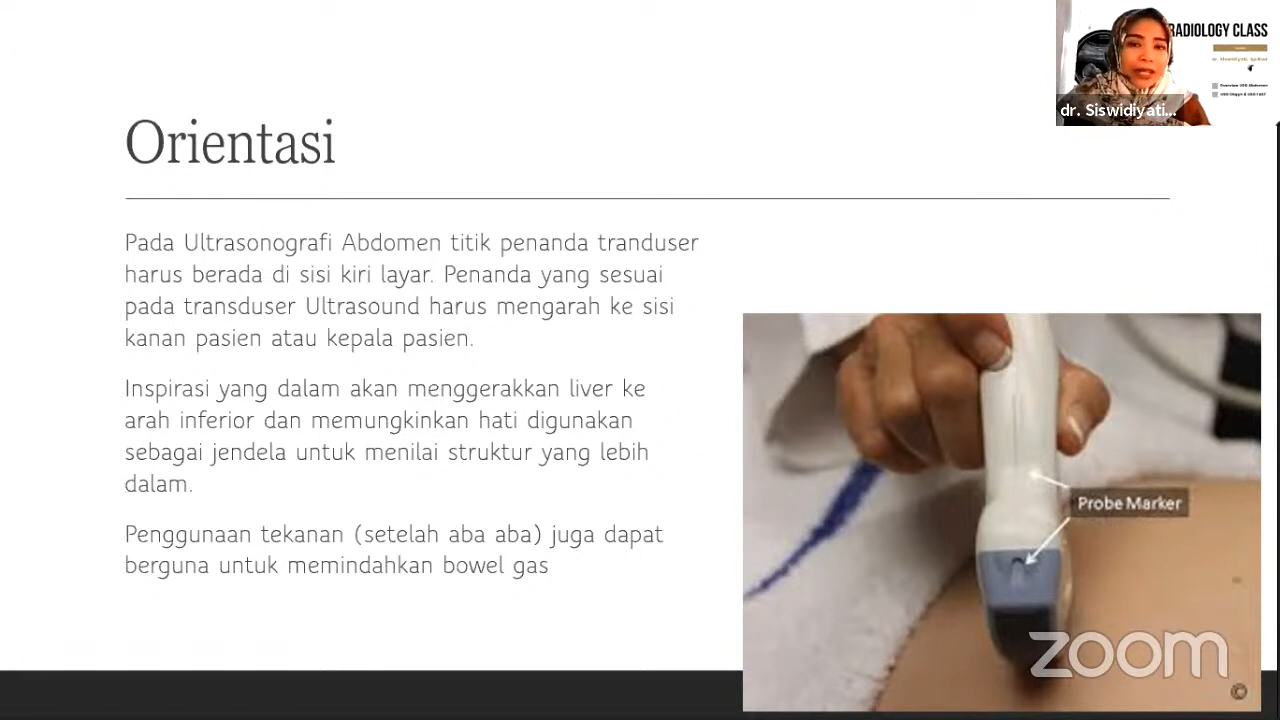 RADIOLOGY CLASS
dr. Siswidiyati...
Orientasi
Pada Ultrasonografi Abdomen titik penanda tranduser
harus berada di sisi kiri layar. Penanda yang sesuai
pada transduser Ultrasound harus mengarah ke sisi
kanan pasien atau kepala pasien.
Inspirasi yang dalam akan menggerakkan liver ke
arah inferior dan memungkinkan hati digunakan
sebagai jendela untuk menilai struktur yang lebih
dalam.
Penggunaan tekanan (setelah aba aba) juga dapat
berguna untuk memindahkan bowel gas
Probe Marker
zoom
©